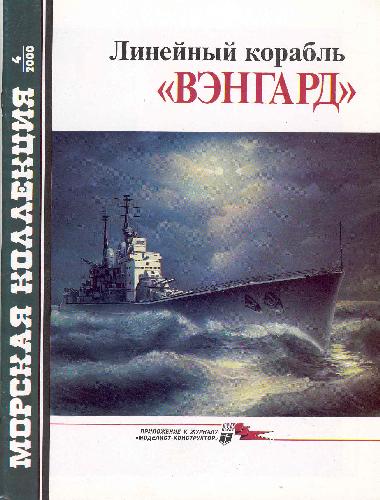 4
2000
МОРСКАЯ КОЛЛЕКЦИЯ
Линейный корабль
«ВЭНГАРД»
ПРИЛОЖЕНИЕ К ЖУРНАЛУ
«МОДЕЛИСТ-КОНСТРУКТОР»